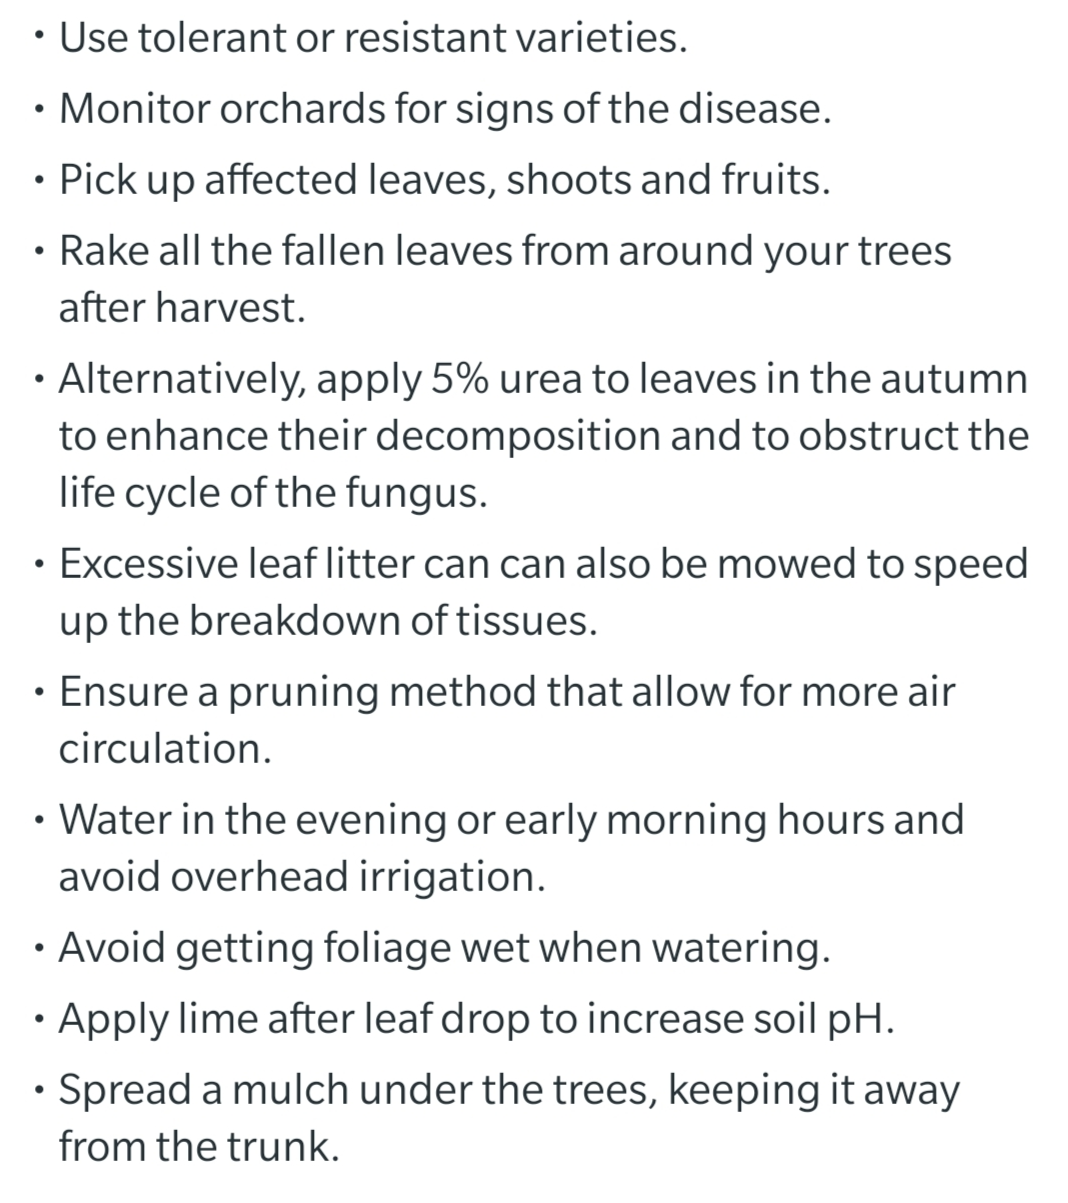 • Use tolerant or resistant varieties.
• Monitor orchards for signs of the disease.
• Pick up affected leaves, shoots and fruits.
• Rake all the fallen leaves from around your trees
after harvest.
• Alternatively, apply 5% urea to leaves in the autumn
to enhance their decomposition and to obstruct the
life cycle of the fungus.
• Excessive leaf litter can can also be mowed to speed
up the breakdown of tissues.
• Ensure a pruning method that allow for more air
circulation.
• Water in the evening or early morning hours and
avoid overhead irrigation.
• Avoid getting foliage wet when watering.
• Apply lime after leaf drop to increase soil pH.
• Spread a mulch under the trees, keeping it away
from the trunk.